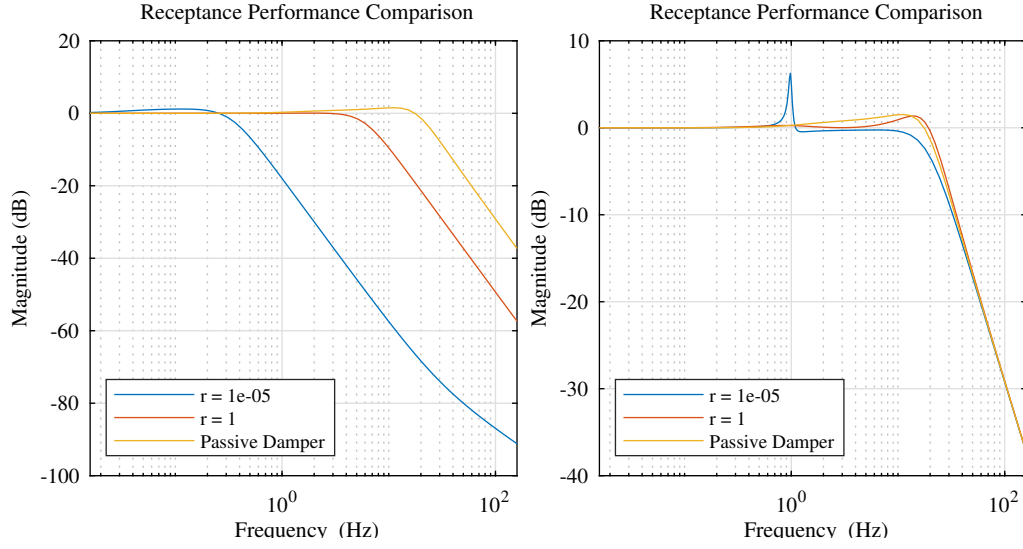 Receptance Performance Comparison
20
0
-20
-40
-60
-80
-100
Magnitude (dB)
r = 1e-05
r = 1
Passive Damper
10^0
10^2
Frequency (Hz)
Receptance Performance Comparison
10
0
-10
-20
-30
-40
Magnitude (dB)
r = 1e-05
r = 1
Passive Damper
10^0
10^2
Frequency (Hz)